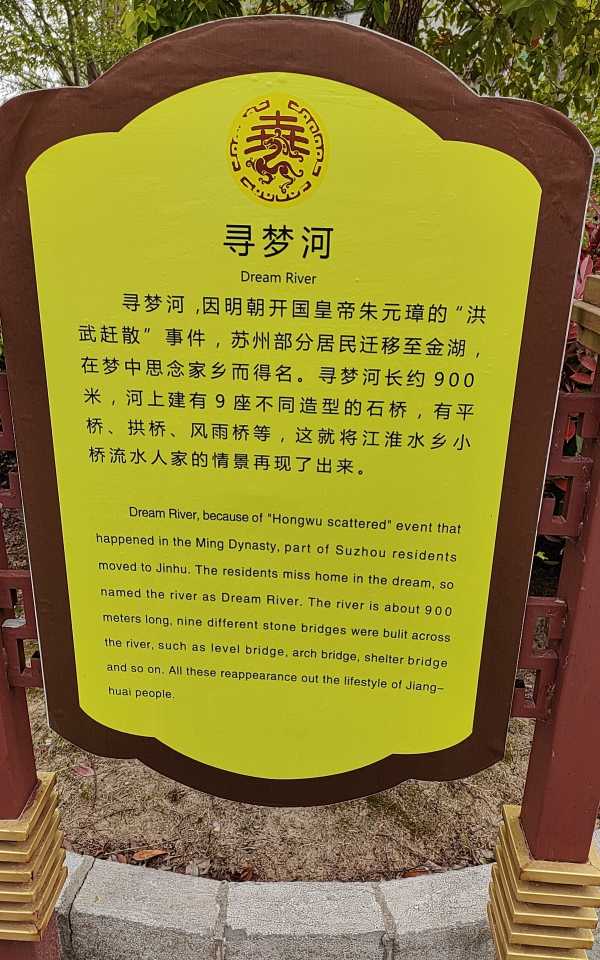 寻梦河
Dream River
寻梦河,因明朝开国皇帝朱元璋的“洪
武赶散”事件，苏州部分居民迁移至金湖，
在梦中思念家乡而得名。寻梦河长约900
米，河上建有9座不同造型的石桥，有平
桥、拱桥、风雨桥等，这就将江淮水乡小
桥流水人家的情景再现了出来。
Dream River, because of "Hongwu scattered" event that
happened in the Ming Dynasty, part of Suzhou residents
moved to Jinhu. The residents miss home in the dream, so
named the river as Dream River. The river is about 900
meters long, nine different stone bridges were bulit across
the river, such as level bridge, arch bridge, shelter bridge
and so on. All these reappearance out the lifestyle of Jiang-
huai people.